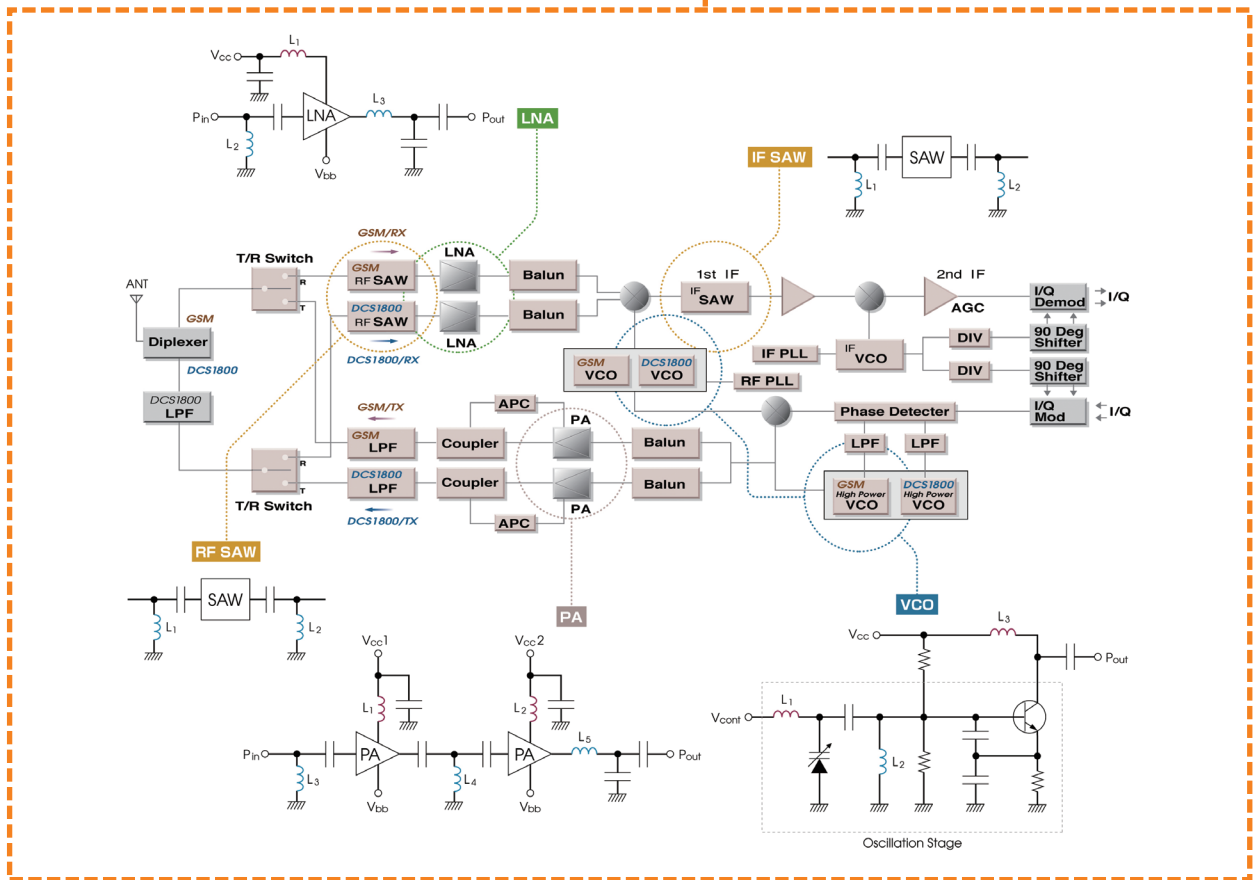 L1
Vcc
L3
LNA
Pin
Pout
L2
Vbb
LNA
IF SAW
SAW
L1
L2
GSM/RX
T/R Switch
LNA
GSM
RF SAW
Balun
1st IF
IF
SAW
2nd IF
AGC
I/Q
Demod
I/Q
ANT
R
T
GSM
DCS1800
RF SAW
Balun
LNA
DCS1800/RX
Diplexer
DCS1800
DIV
90 Deg
Shifter
IF PLL
IF
VCO
GSM
VCO
DCS1800
VCO
RF PLL
DIV
90 Deg
Shifter
DCS1800
LPF
GSM/TX
APC
PA
Phase Detecter
I/Q
Mod
I/Q
GSM
LPF
Coupler
Balun
LPF
LPF
R
T
T/R Switch
DCS1800
LPF
Coupler
Balun
GSM
High Power
VCO
DCS1800
High Power
VCO
DCS1800/TX
APC
PA
RF SAW
SAW
L1
L2
PA
VCO
Vcc1
Vcc2
L1
L2
Pin
PA
PA
L5
Pout
L3
L4
Vbb
Vbb
Vcc
L3
Pout
L1
Vcont
L2
Oscillation Stage